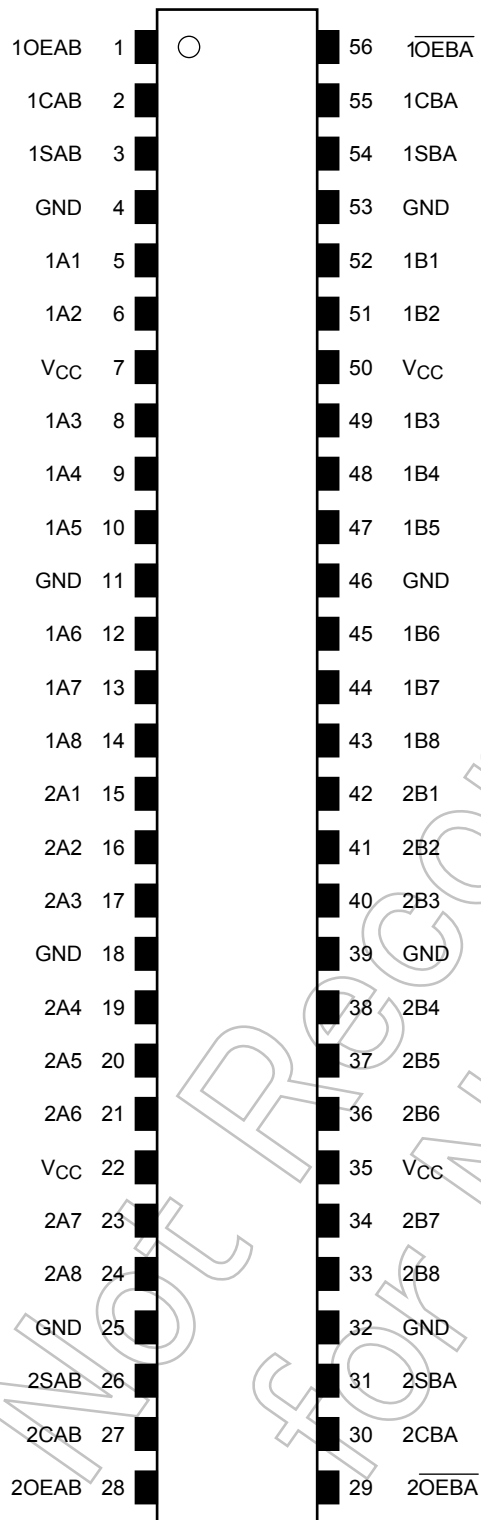 1OEAB 1 56 1O̅E̅B̅A̅
1CAB 2 55 1CBA
1SAB 3 54 1SBA
GND 4 53 GND
1A1 5 52 1B1
1A2 6 51 1B2
VCC 7 50 VCC
1A3 8 49 1B3
1A4 9 48 1B4
1A5 10 47 1B5
GND 11 46 GND
1A6 12 45 1B6
1A7 13 44 1B7
1A8 14 43 1B8
2A1 15 42 2B1
2A2 16 41 2B2
2A3 17 40 2B3
GND 18 39 GND
2A4 19 38 2B4
2A5 20 37 2B5
2A6 21 36 2B6
VCC 22 35 VCC
2A7 23 34 2B7
2A8 24 33 2B8
GND 25 32 GND
2SAB 26 31 2SBA
2CAB 27 30 2CBA
2OEAB 28 29 2O̅E̅B̅A̅
Not
for